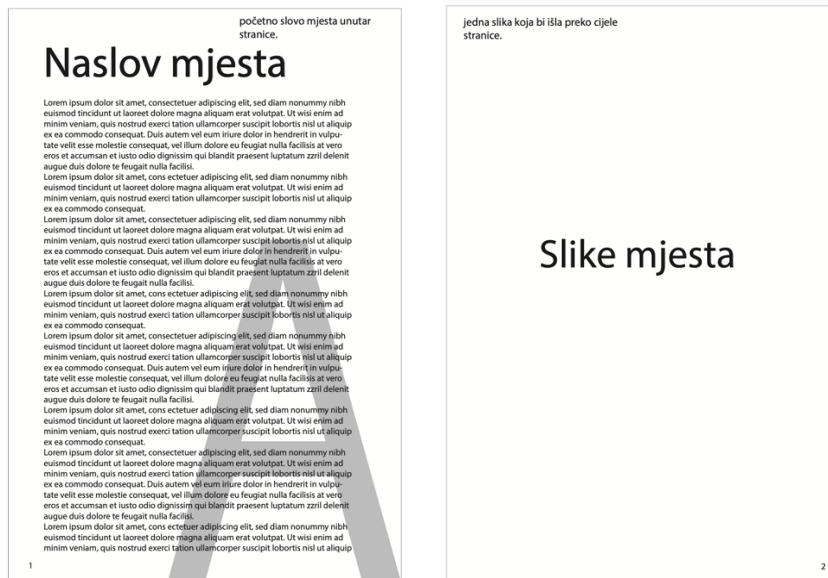 početno slovo mjesta unutar
stranice.
Naslov mjesta
Lorem ipsum dolor sit amet, consectetuer adipiscing elit, sed diam nonummy nibh
euismod tincidunt ut laoreet dolore magna aliquam erat volutpat. Ut wisi enim ad
minim veniam, quis nostrud exerci tation ullamcorper suscipit lobortis nisl ut aliquip
ex ea commodo consequat. Duis autem vel eum iriure dolor in hendrerit in vulpu-
tate velit esse molestie consequat, vel illum dolore eu feugiat nulla facilisis at vero
eros et accumsan et iusto odio dignissim qui blandit praesent luptatum zzril delenit
augue duis dolore te feugait nulla facilisi.
Lorem ipsum dolor sit amet, cons ectetuer adipiscing elit, sed diam nonummy nibh
euismod tincidunt ut laoreet dolore magna aliquam erat volutpat. Ut wisi enim ad
minim veniam, quis nostrud exerci tation ullamcorper suscipit lobortis nisl ut aliquip
ex ea commodo consequat.
Lorem ipsum dolor sit amet, consectetuer adipiscing elit, sed diam nonummy nibh
euismod tincidunt ut laoreet dolore magna aliquam erat volutpat. Ut wisi enim ad
minim veniam, quis nostrud exerci tation ullamcorper suscipit lobortis nisl ut aliquip
ex ea commodo consequat. Duis autem vel eum iriure dolor in hendrerit in vulpu-
tate velit esse molestie consequat, vel illum dolore eu feugiat nulla facilisis at vero
eros et accumsan et iusto odio dignissim qui blandit praesent luptatum zzril delenit
augue duis dolore te feugait nulla facilisi.
Lorem ipsum dolor sit amet, cons ectetuer adipiscing elit, sed diam nonummy nibh
euismod tincidunt ut laoreet dolore magna aliquam erat volutpat. Ut wisi enim ad
minim veniam, quis nostrud exerci tation ullamcorper suscipit lobortis nisl ut aliquip
ex ea commodo consequat.
Lorem ipsum dolor sit amet, consectetuer adipiscing elit, sed diam nonummy nibh
euismod tincidunt ut laoreet dolore magna aliquam erat volutpat. Ut wisi enim ad
minim veniam, quis nostrud exerci tation ullamcorper suscipit lobortis nisl ut aliquip
ex ea commodo consequat. Duis autem vel eum iriure dolor in hendrerit in vulpu-
tate velit esse molestie consequat, vel illum dolore eu feugiat nulla facilisis at vero
eros et accumsan et iusto odio dignissim qui blandit praesent luptatum zzril delenit
augue duis dolore te feugait nulla facilisi.
Lorem ipsum dolor sit amet, cons ectetuer adipiscing elit, sed diam nonummy nibh
euismod tincidunt ut laoreet dolore magna aliquam erat volutpat. Ut wisi enim ad
minim veniam, quis nostrud exerci tation ullamcorper suscipit lobortis nisl ut aliquip
ex ea commodo consequat.
Lorem ipsum dolor sit amet, consectetuer adipiscing elit, sed diam nonummy nibh
euismod tincidunt ut laoreet dolore magna aliquam erat volutpat. Ut wisi enim ad
minim veniam, quis nostrud exerci tation ullamcorper suscipit lobortis nisl ut aliquip
ex ea commodo consequat. Duis autem vel eum iriure dolor in hendrerit in vulpu-
tate velit esse molestie consequat, vel illum dolore eu feugiat nulla facilisis at vero
eros et accumsan et iusto odio dignissim qui blandit praesent luptatum zzril delenit
augue duis dolore te feugait nulla facilisi.
Lorem ipsum dolor sit amet, cons ectetuer adipiscing elit, sed diam nonummy nibh
euismod tincidunt ut laoreet dolore magna aliquam erat volutpat. Ut wisi enim ad
minim veniam, quis nostrud exerci tation ullamcorper suscipit lobortis nisl ut aliquip
A
1
jedna slika koja bi išla preko cijele
stranice.
Slike mjesta
2